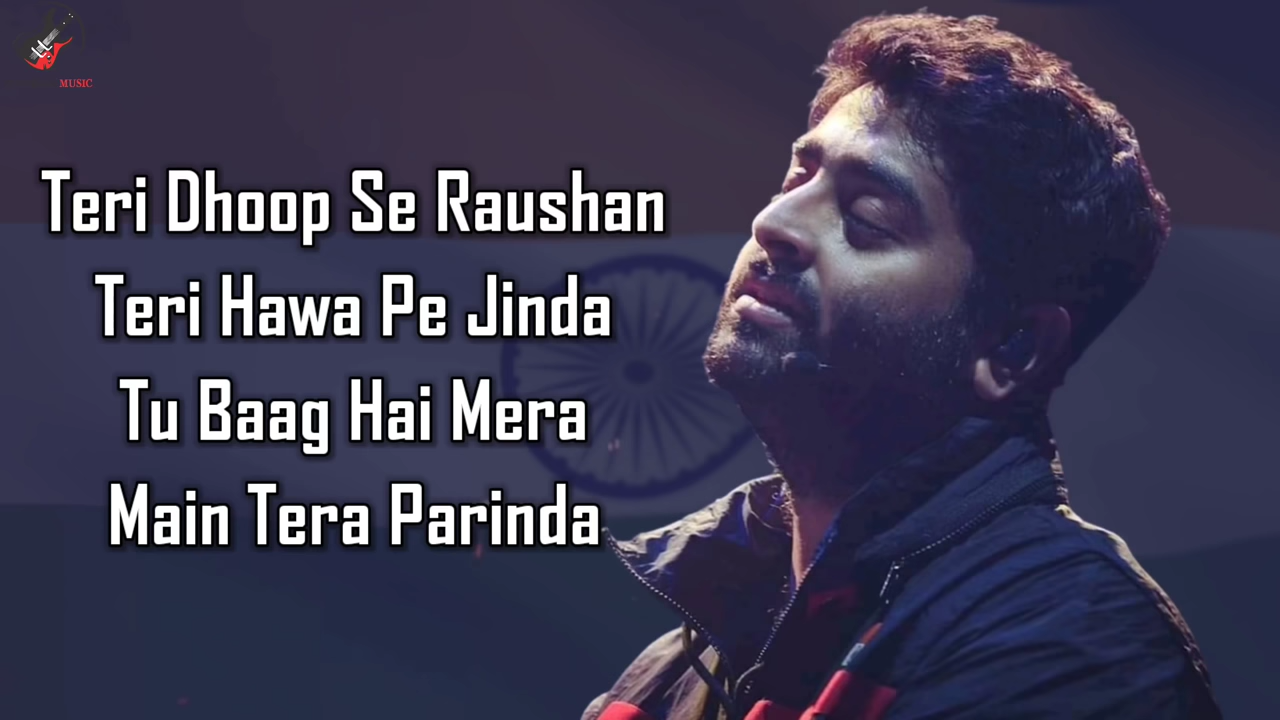 MUSIC
Teri Dhoop Se Raushan
Teri Hawa Pe Jinda
Tu Baag Hai Mera
Main Tera Parinda